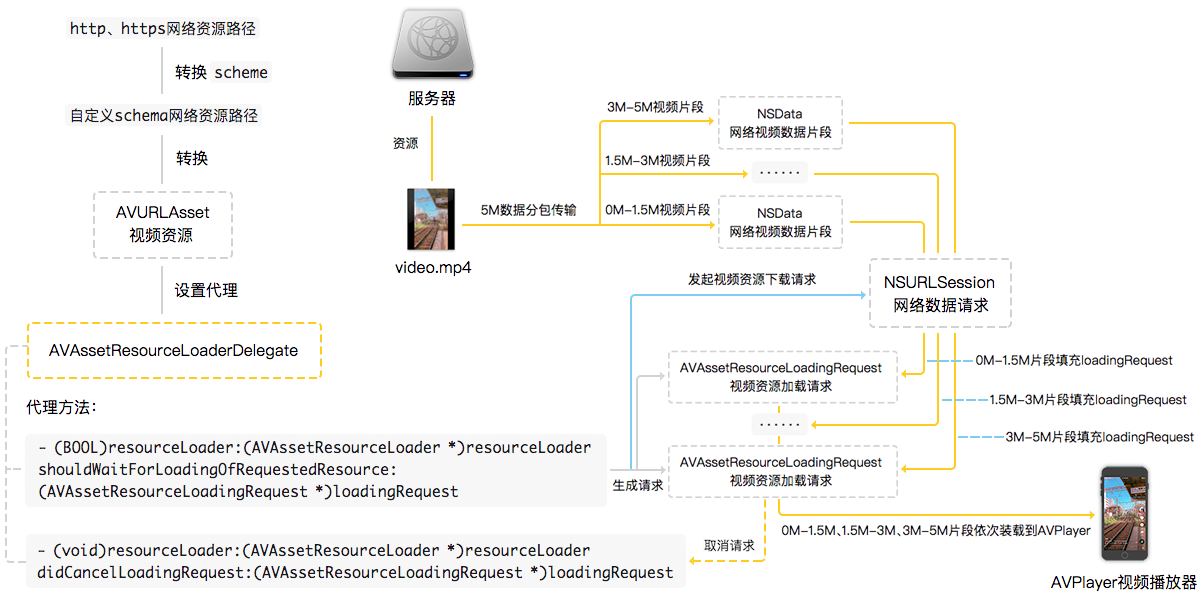 http、https网络资源路径
转换 scheme
自定义schema网络资源路径
转换
AVURLAsset
视频资源
设置代理
AVAssetResourceLoaderDelegate
代理方法：
- (BOOL)resourceLoader:(AVAssetResourceLoader *)resourceLoader
shouldWaitForLoadingOfRequestedResource:
(AVAssetResourceLoadingRequest *)loadingRequest
- (void)resourceLoader:(AVAssetResourceLoader *)resourceLoader
didCancelLoadingRequest:(AVAssetResourceLoadingRequest *)loadingRequest
服务器
资源
video.mp4
5M数据分包传输
3M-5M视频片段
1.5M-3M视频片段
0M-1.5M视频片段
NSData
网络视频数据片段
······
NSData
网络视频数据片段
发起视频资源下载请求
NSURLSession
网络数据请求
AVAssetResourceLoadingRequest
视频资源加载请求
······
AVAssetResourceLoadingRequest
视频资源加载请求
生成请求
取消请求
0M-1.5M片段填充loadingRequest
1.5M-3M片段填充loadingRequest
3M-5M片段填充loadingRequest
0M-1.5M、1.5M-3M、3M-5M片段依次装载到AVPlayer
AVPlayer视频播放器